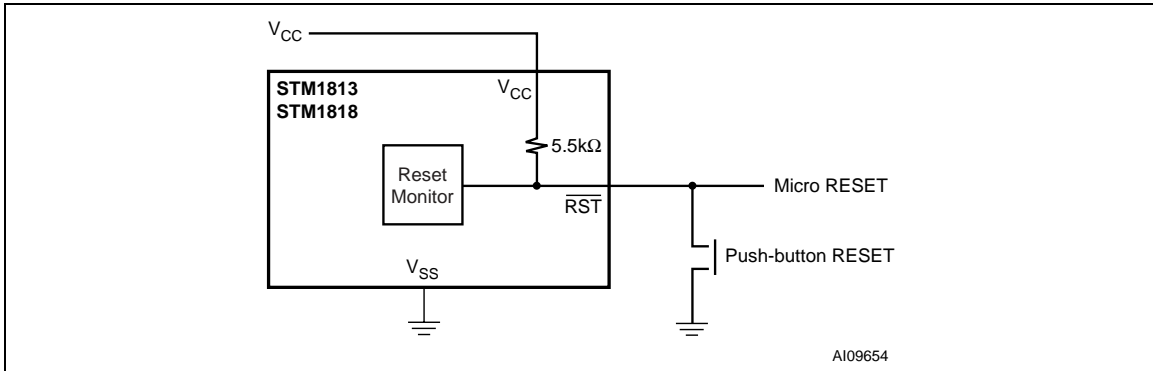 VCC
STM1813
STM1818
VCC
5.5kΩ
Reset
Monitor
RST
Micro RESET
Push-button RESET
VSS
AI09654